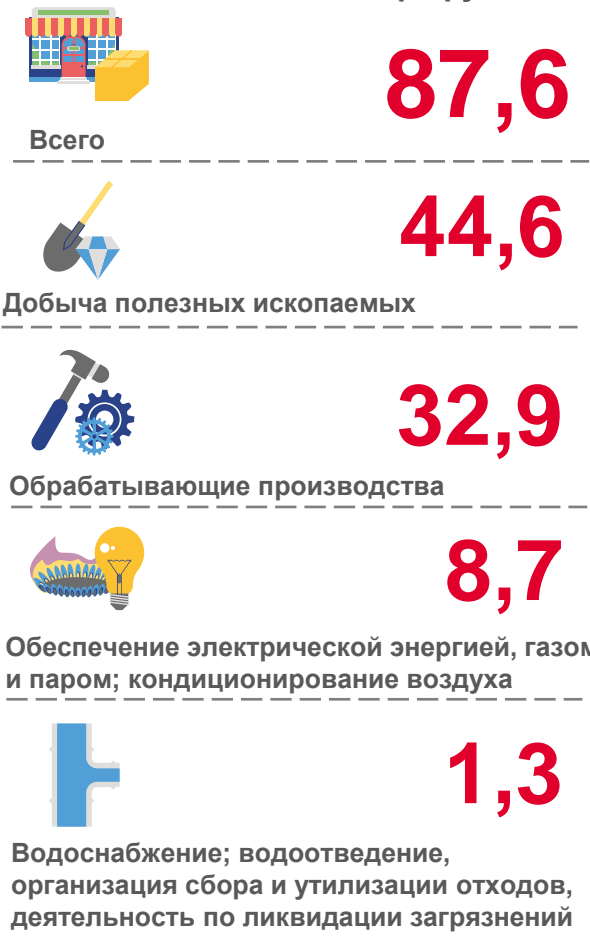 87,6
Всего
44,6
Добыча полезных ископаемых
32,9
Обрабатывающие производства
8,7
Обеспечение электрической энергией, газом
и паром; кондиционирование воздуха
1,3
Водоснабжение; водоотведение,
организация сбора и утилизации отходов,
деятельность по ликвидации загрязнений